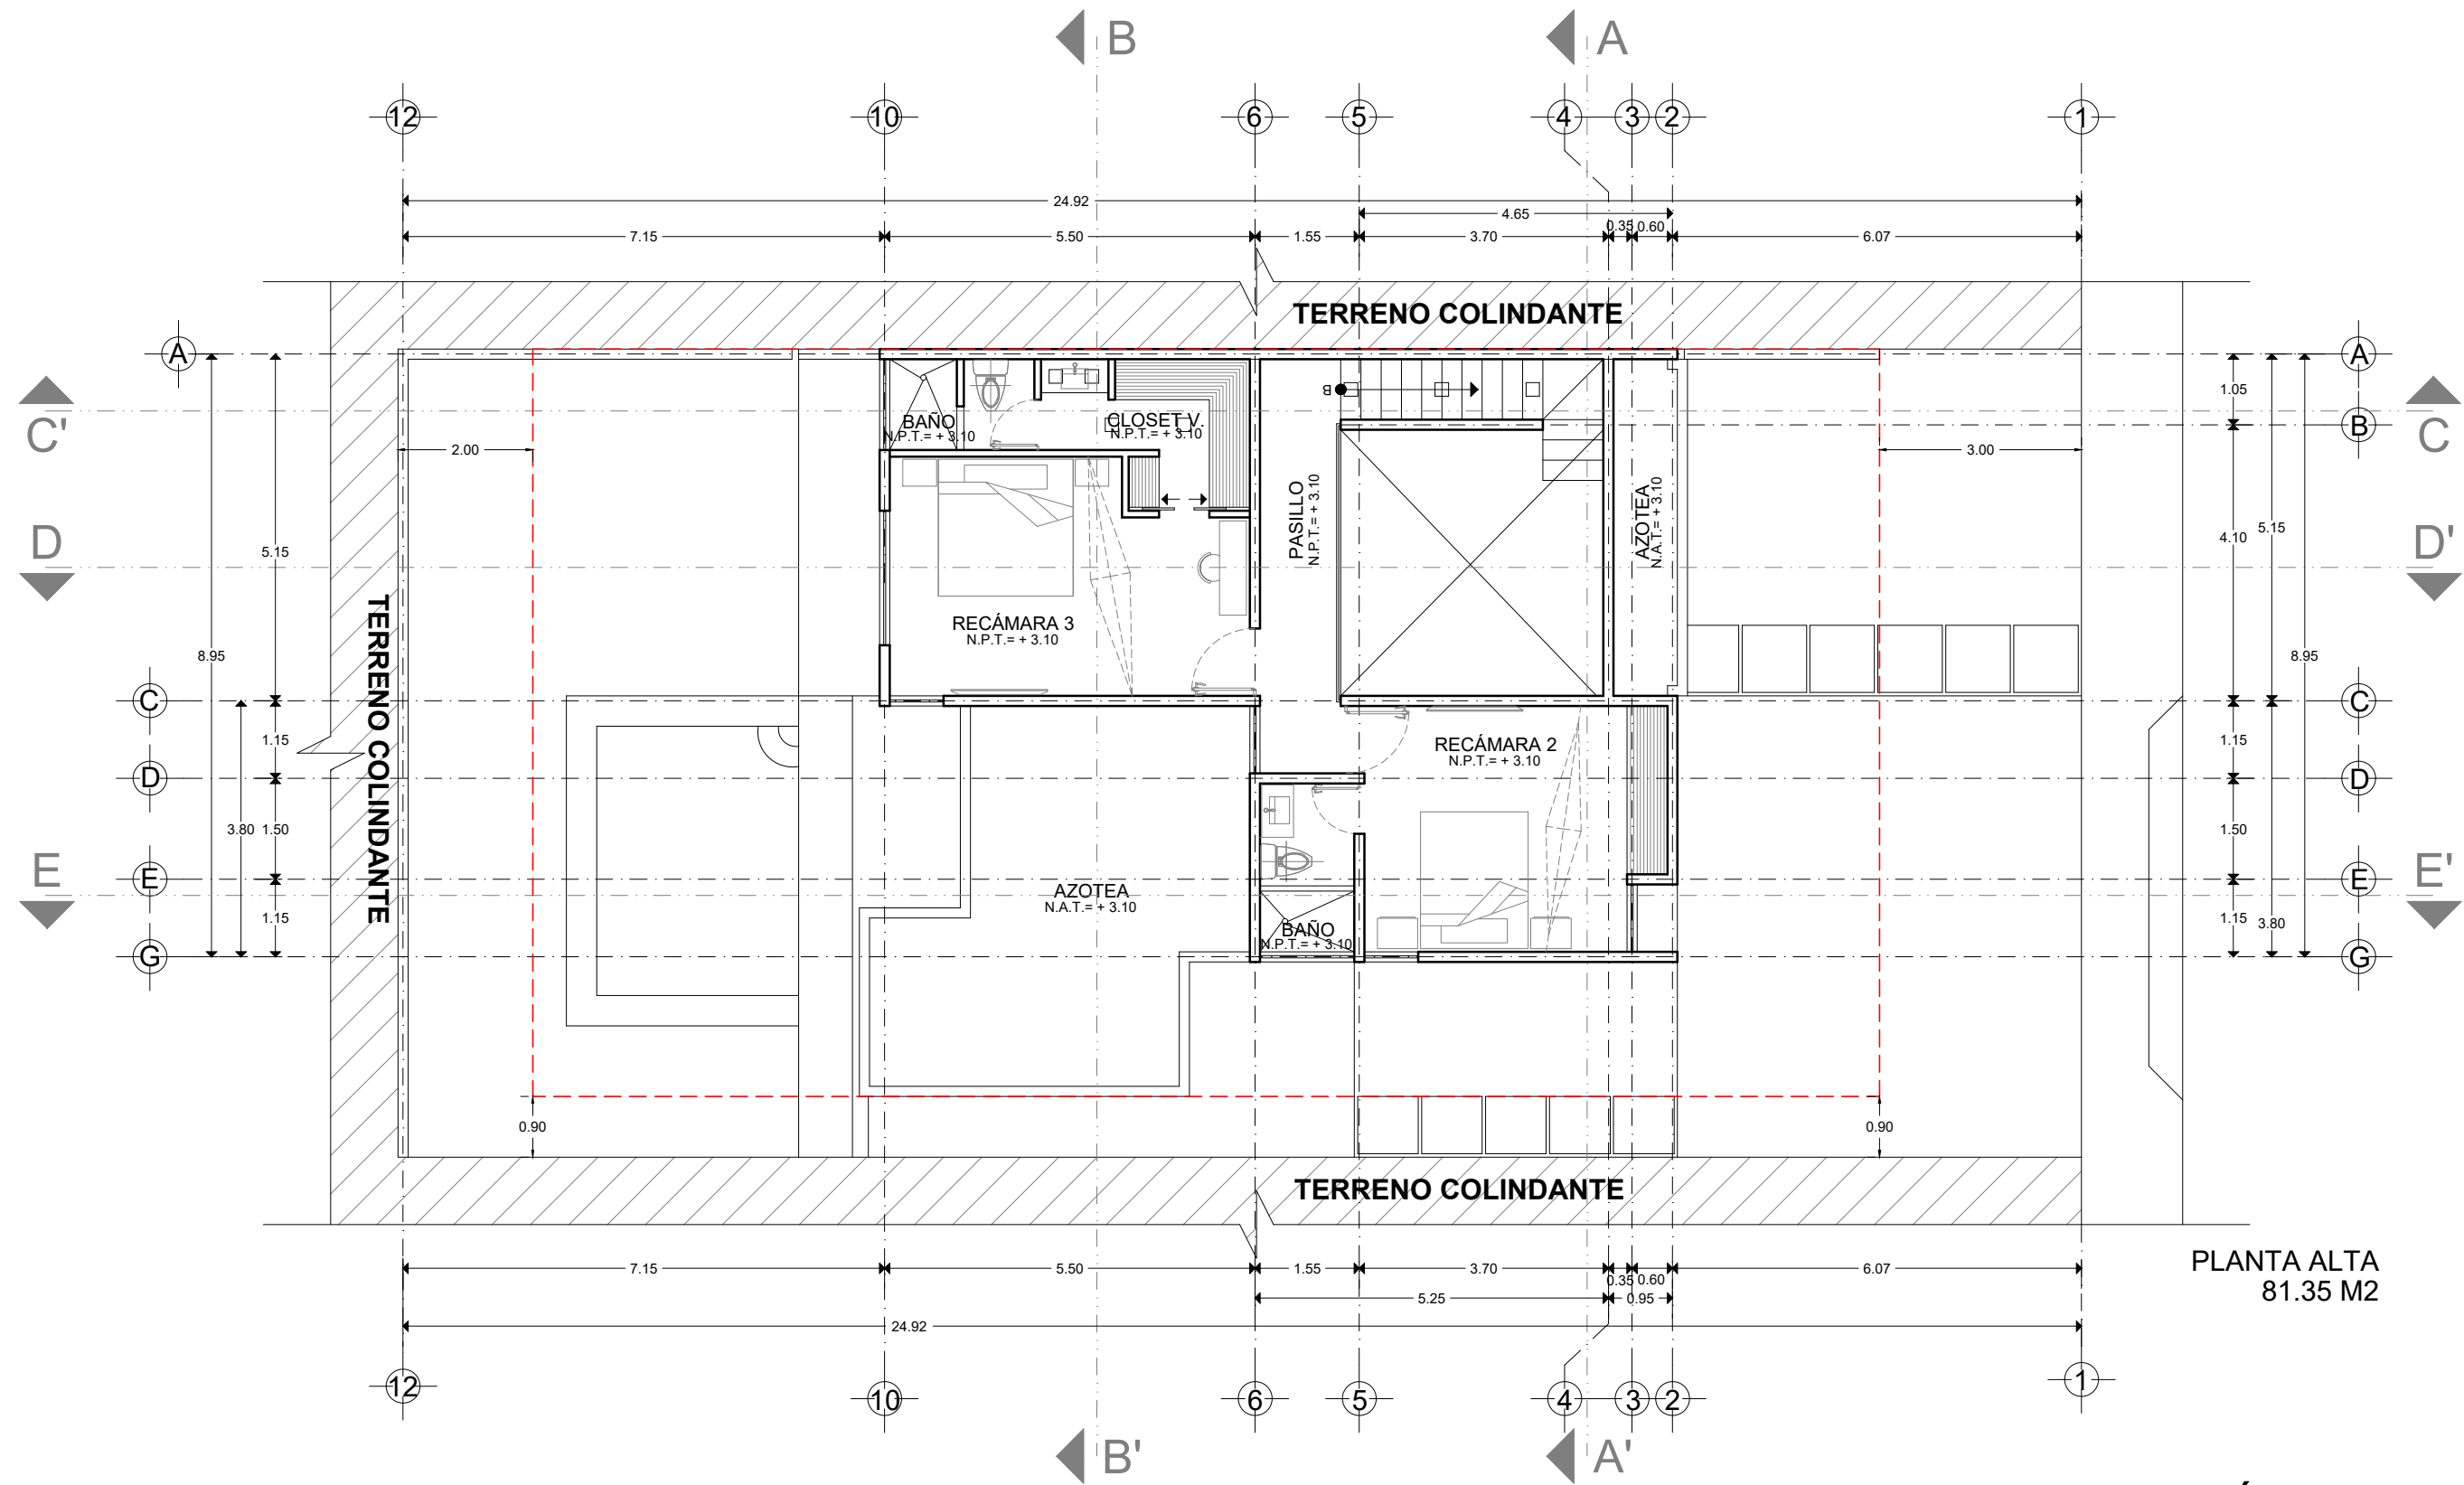 B A
12 10 6 5 4 3 2 1
24.92
4.65
7.15 5.50 1.55 3.70 0.35 0.60 6.07
TERRENO COLINDANTE
A A
1.05
C' C
BAÑO
N.P.T.= + 3.10
CLOSET V.
N.P.T.= + 3.10
B
B
2.00 3.00
PASILLO
N.P.T.= + 3.10
AZOTEA
N.A.T.= + 3.10
D D'
5.15 4.10 5.15
RECÁMARA 3
N.P.T.= + 3.10
8.95 8.95
TERRENO COLINDANTE
C C
1.15 1.15
RECÁMARA 2
N.P.T.= + 3.10
D D
3.80 1.50 1.50
E E'
E E
AZOTEA
N.A.T.= + 3.10
1.15 1.15 3.80
BAÑO
N.P.T.= + 3.10
G G
0.90 0.90
TERRENO COLINDANTE
7.15 5.50 1.55 3.70 0.35 0.60 6.07
5.25 0.95
24.92
PLANTA ALTA
81.35 M2
12 10 6 5 4 3 2 1
B' A'